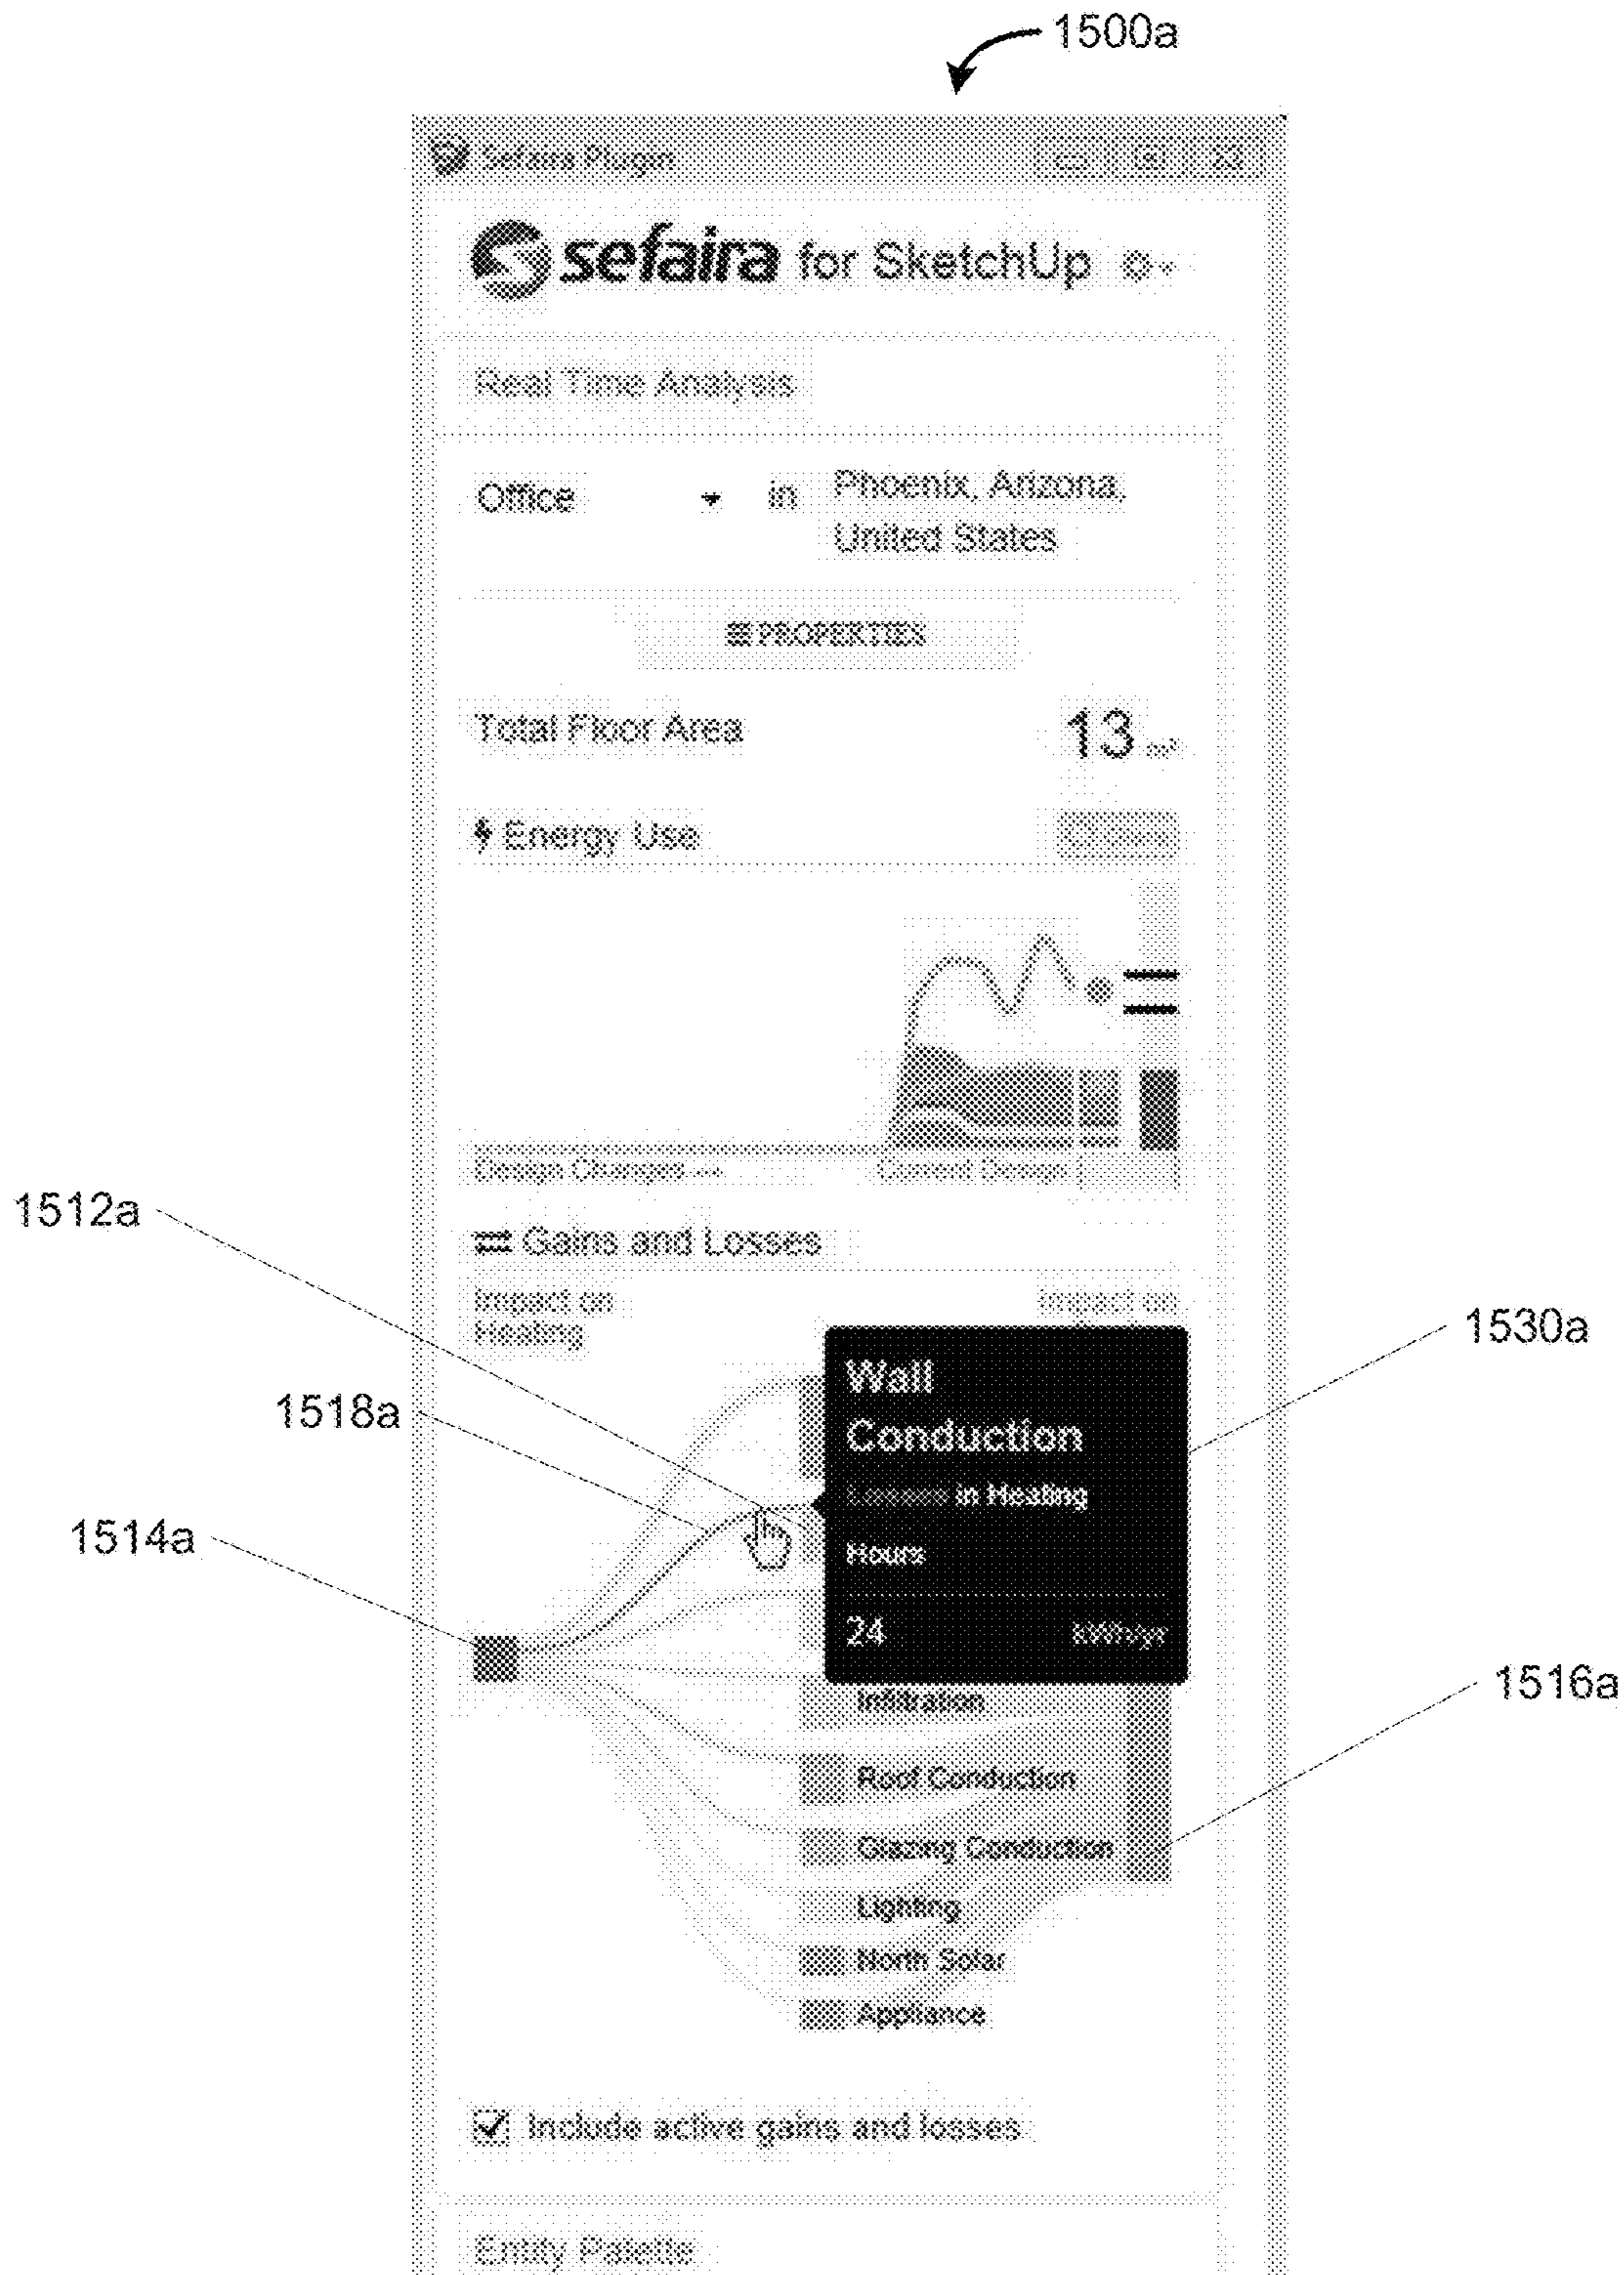 1500a
Sefaira Plugin
sefaira for SketchUp
Real Time Analysis
Office in Phoenix, Arizona,
United States
PROPERTIES
Total Floor Area 13 m²
Energy Use
Design Changes Current Design
1512a
Gains and Losses
Impact on Impact on
Heating
1530a
Wall
Conduction
1518a
Losses in Heating
Hours
1514a
24 kWh/yr
Infiltration
1516a
Roof Conduction
Glazing Conduction
Lighting
North Solar
Appliance
Include active gains and losses
Entity Palette